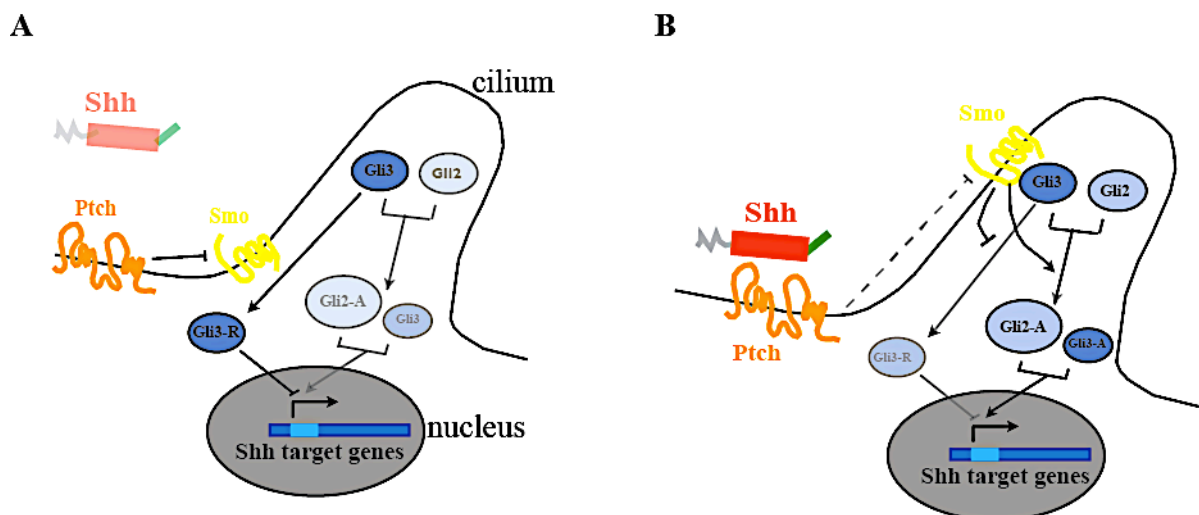 A
Shh
cilium
Gli3
Gli2
Ptch
Smo
Gli2-A
Gli3
Gli3-R
nucleus
Shh target genes
B
Smo
Gli3
Gli2
Shh
Gli2-A
Gli3-A
Ptch
Gli3-R
Shh target genes